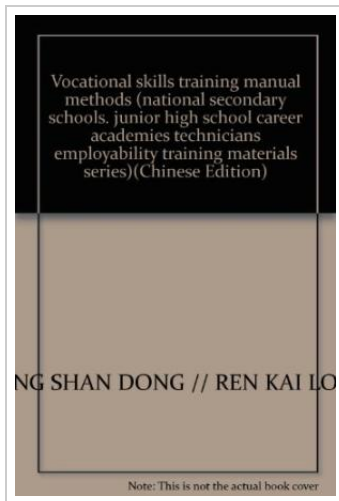 Vocational skills training manual
methods (national secondary
schools. junior high school career
academies technicians
employability training materials
series)(Chinese Edition)
NG SHAN DONG // REN KAI LO
Note: This is not the actual book cover